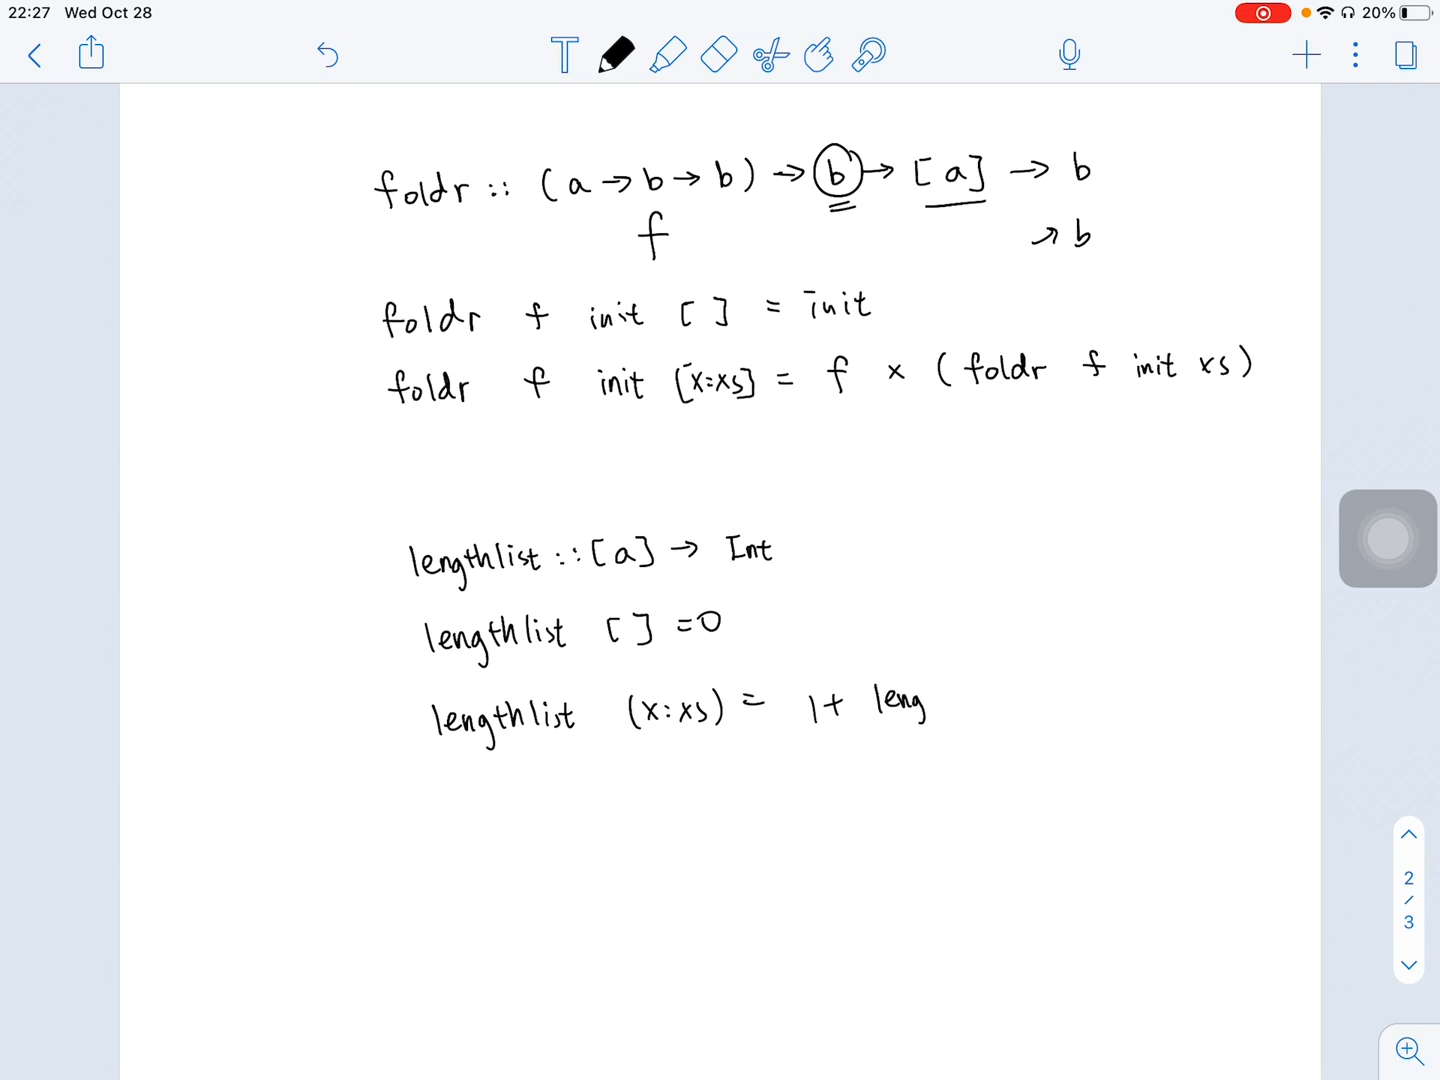 22:27 Wed Oct 28 20%
T
foldr :: (a → b → b) → b → [a] → b
f → b
foldr f init [] = init
foldr f init [x:xs] = f x (foldr f init xs)
lengthlist :: [a] → Int
lengthlist [] = 0
lengthlist (x:xs) = 1 + leng
2
/
3